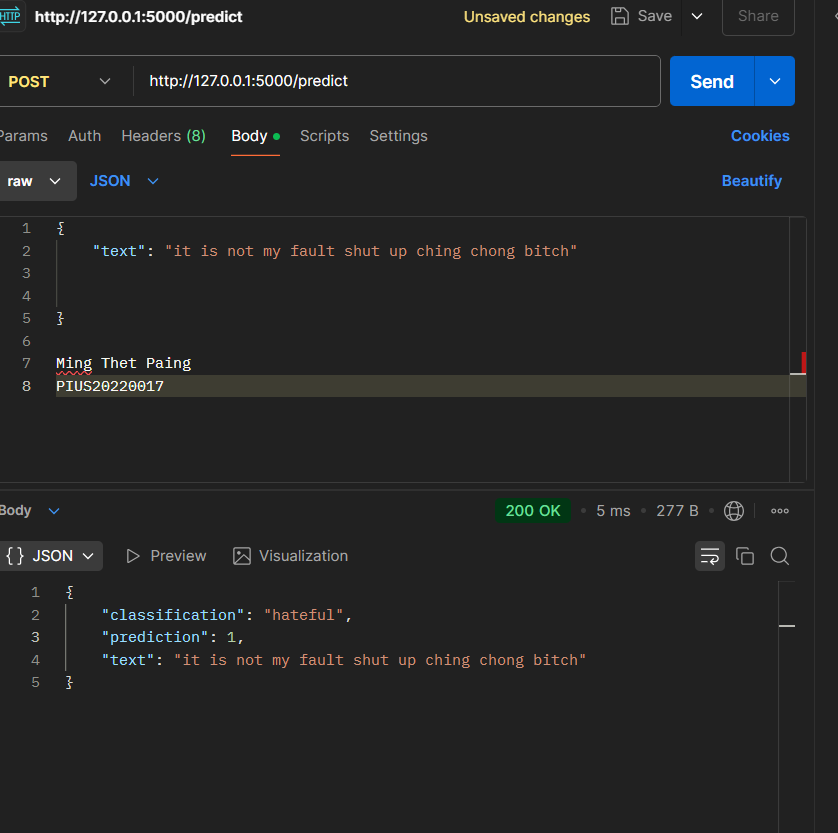 HTTP http://127.0.0.1:5000/predict Unsaved changes Save Share
POST http://127.0.0.1:5000/predict Send
Params Auth Headers (8) Body Scripts Settings Cookies
raw JSON Beautify
1 {
2 "text": "it is not my fault shut up ching chong bitch"
3
4
5 }
6
7 Ming Thet Paing
8 PIUS20220017
Body 200 OK 5 ms 277 B
{} JSON Preview Visualization
1 {
2 "classification": "hateful",
3 "prediction": 1,
4 "text": "it is not my fault shut up ching chong bitch"
5 }